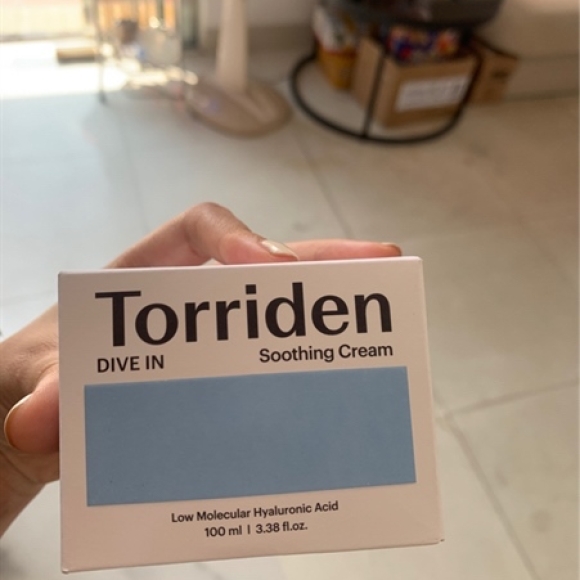 Torriden
DIVE IN Soothing Cream
Low Molecular Hyaluronic Acid
100 ml | 3.38 fl.oz.